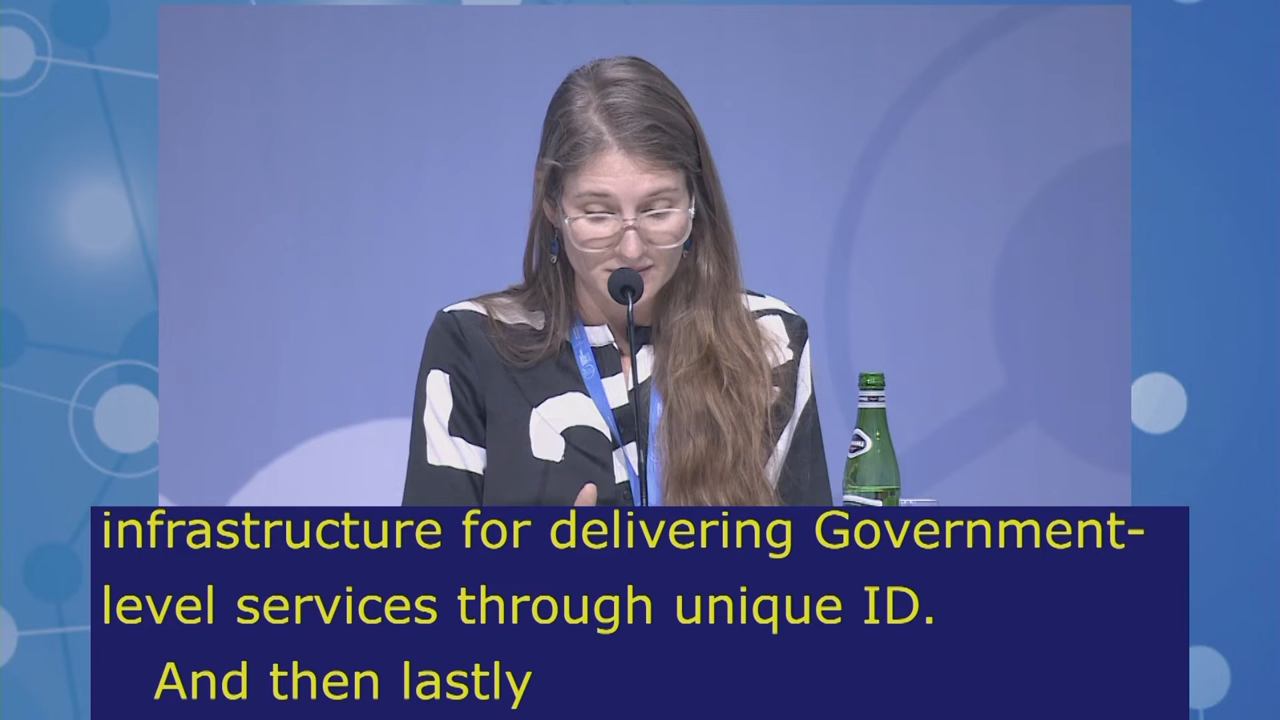 infrastructure for delivering Government-
level services through unique ID.
And then lastly